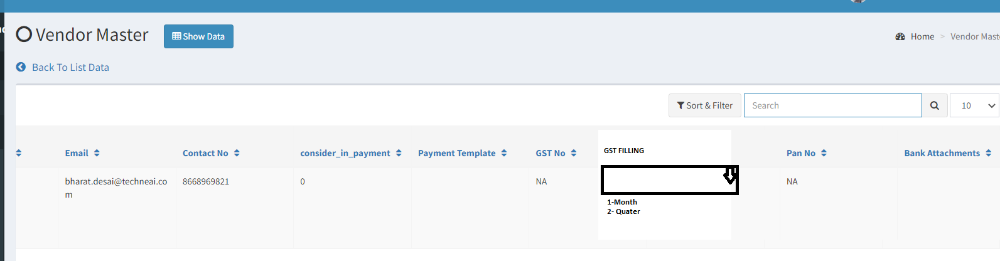 Vendor Master
Show Data
Home > Vendor Mast
Back To List Data
Sort & Filter
Search
10
Email
Contact No
consider_in_payment
Payment Template
GST No
GST FILLING
Pan No
Bank Attachments
bharat.desai@techneai.co
m
8668969821
0
NA
NA
1-Month
2- Quater